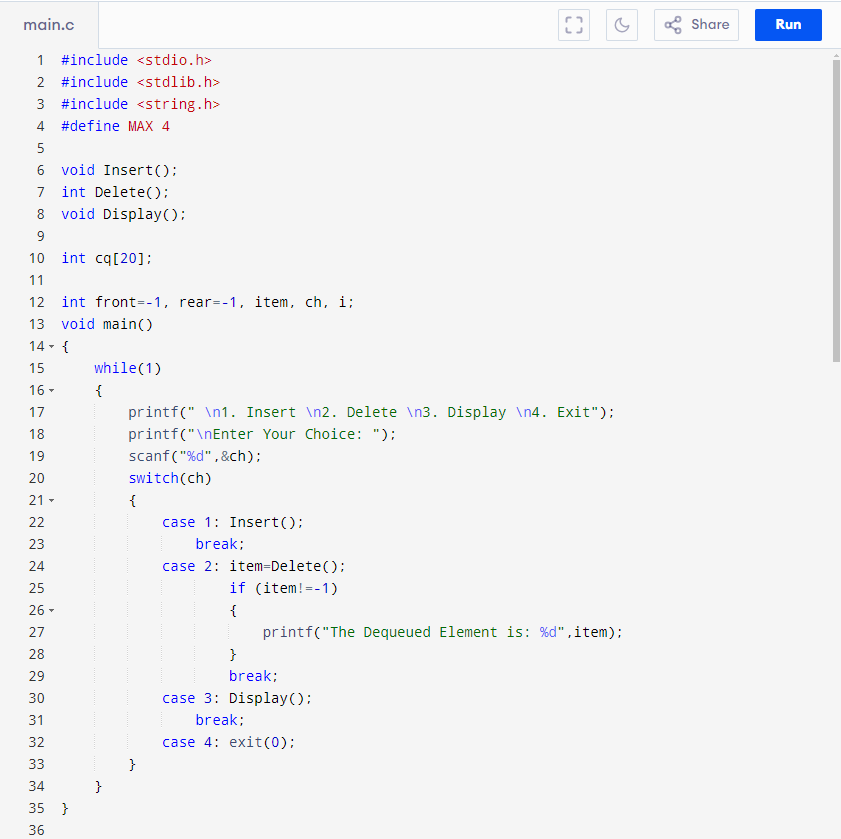 main.c
Share
Run
1 #include <stdio.h>
2 #include <stdlib.h>
3 #include <string.h>
4 #define MAX 4
5
6 void Insert();
7 int Delete();
8 void Display();
9
10 int cq[20];
11
12 int front=-1, rear=-1, item, ch, i;
13 void main()
14 {
15     while(1)
16     {
17         printf(" \n1. Insert \n2. Delete \n3. Display \n4. Exit");
18         printf("\nEnter Your Choice: ");
19         scanf("%d",&ch);
20         switch(ch)
21         {
22             case 1: Insert();
23                 break;
24             case 2: item=Delete();
25                     if (item!=-1)
26                     {
27                         printf("The Dequeued Element is: %d",item);
28                     }
29                     break;
30             case 3: Display();
31                 break;
32             case 4: exit(0);
33         }
34     }
35 }
36